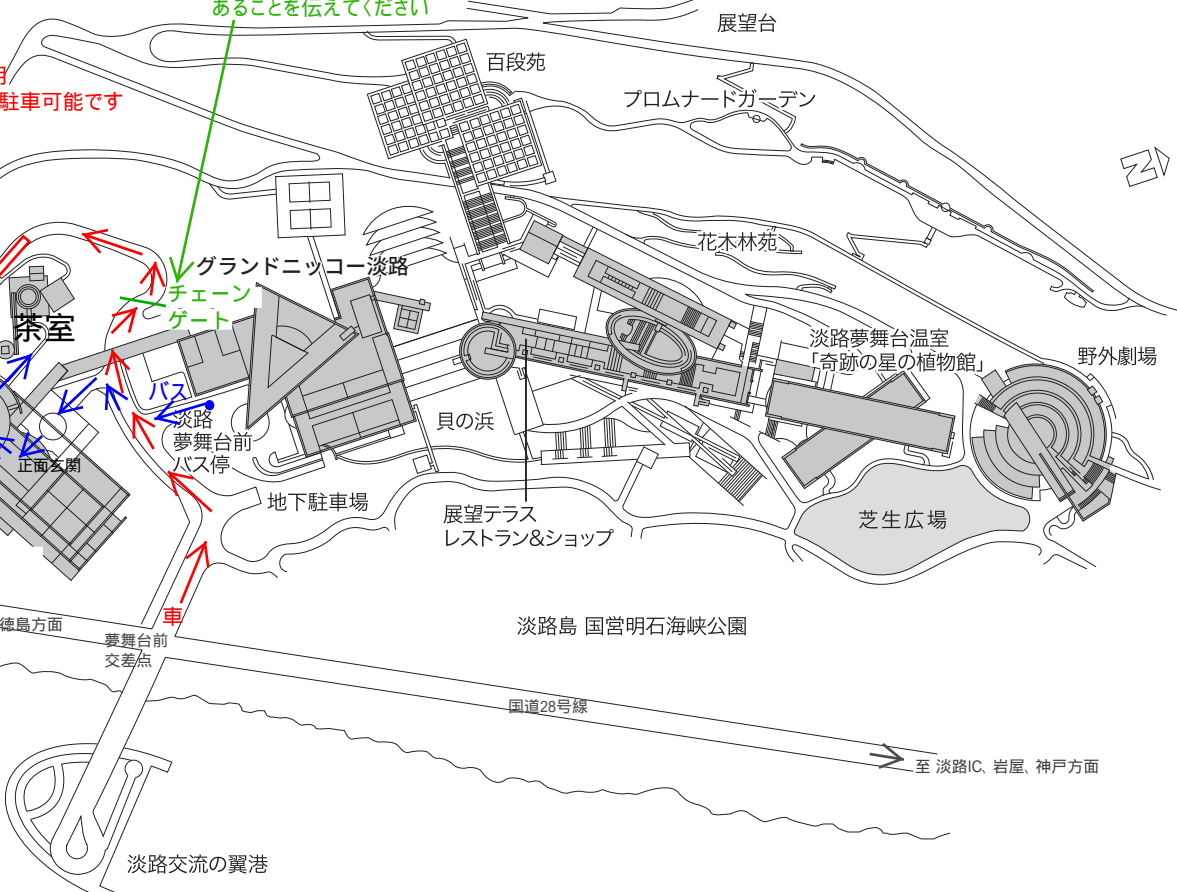 あることを伝えてください
展望台
百段苑
駐車可能です
プロムナードガーデン
N
花木林苑
グランドニッコー淡路
チェーン
ゲート
茶室
淡路夢舞台温室
「奇跡の星の植物館」
野外劇場
バス
淡路
夢舞台前
バス停
貝の浜
正面玄関
地下駐車場
展望テラス
レストラン&ショップ
芝生広場
車
徳島方面
夢舞台前
交差点
淡路島 国営明石海峡公園
国道28号線
至 淡路IC、岩屋、神戸方面
淡路交流の翼港